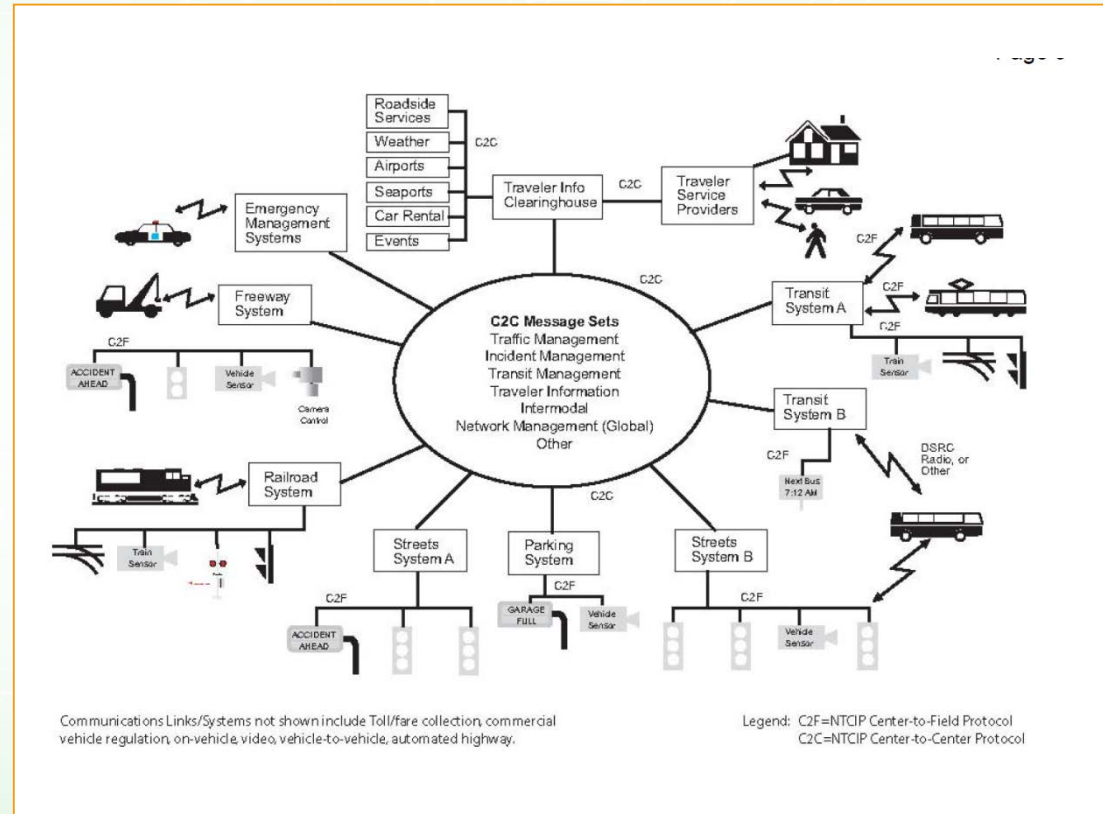 Roadside
Services
Weather
Airports
Seaports
Car Rental
Events
C2C
Traveler Info
Clearinghouse
C2C
Traveler
Service
Providers
Emergency
Management
Systems
Freeway
System
C2F
ACCIDENT
AHEAD
Vehicle
Sensor
Camera
Control
C2C
C2C Message Sets
Traffic Management
Incident Management
Transit Management
Traveler Information
Intermodal
Network Management (Global)
Other
C2F
Transit
System A
C2F
C2F
Train
Sensor
Transit
System B
C2F
Next Bus
7:12 AM
DSRC
Radio, or
Other
Railroad
System
Train
Sensor
C2C
Streets
System A
C2F
ACCIDENT
AHEAD
Parking
System
C2F
GARAGE
FULL
Vehicle
Sensor
Streets
System B
C2F
Vehicle
Sensor
Communications Links/Systems not shown include Toll/fare collection, commercial
vehicle regulation, on-vehicle, video, vehicle-to-vehicle, automated highway.
Legend: C2F=NTCIP Center-to-Field Protocol
C2C=NTCIP Center-to-Center Protocol